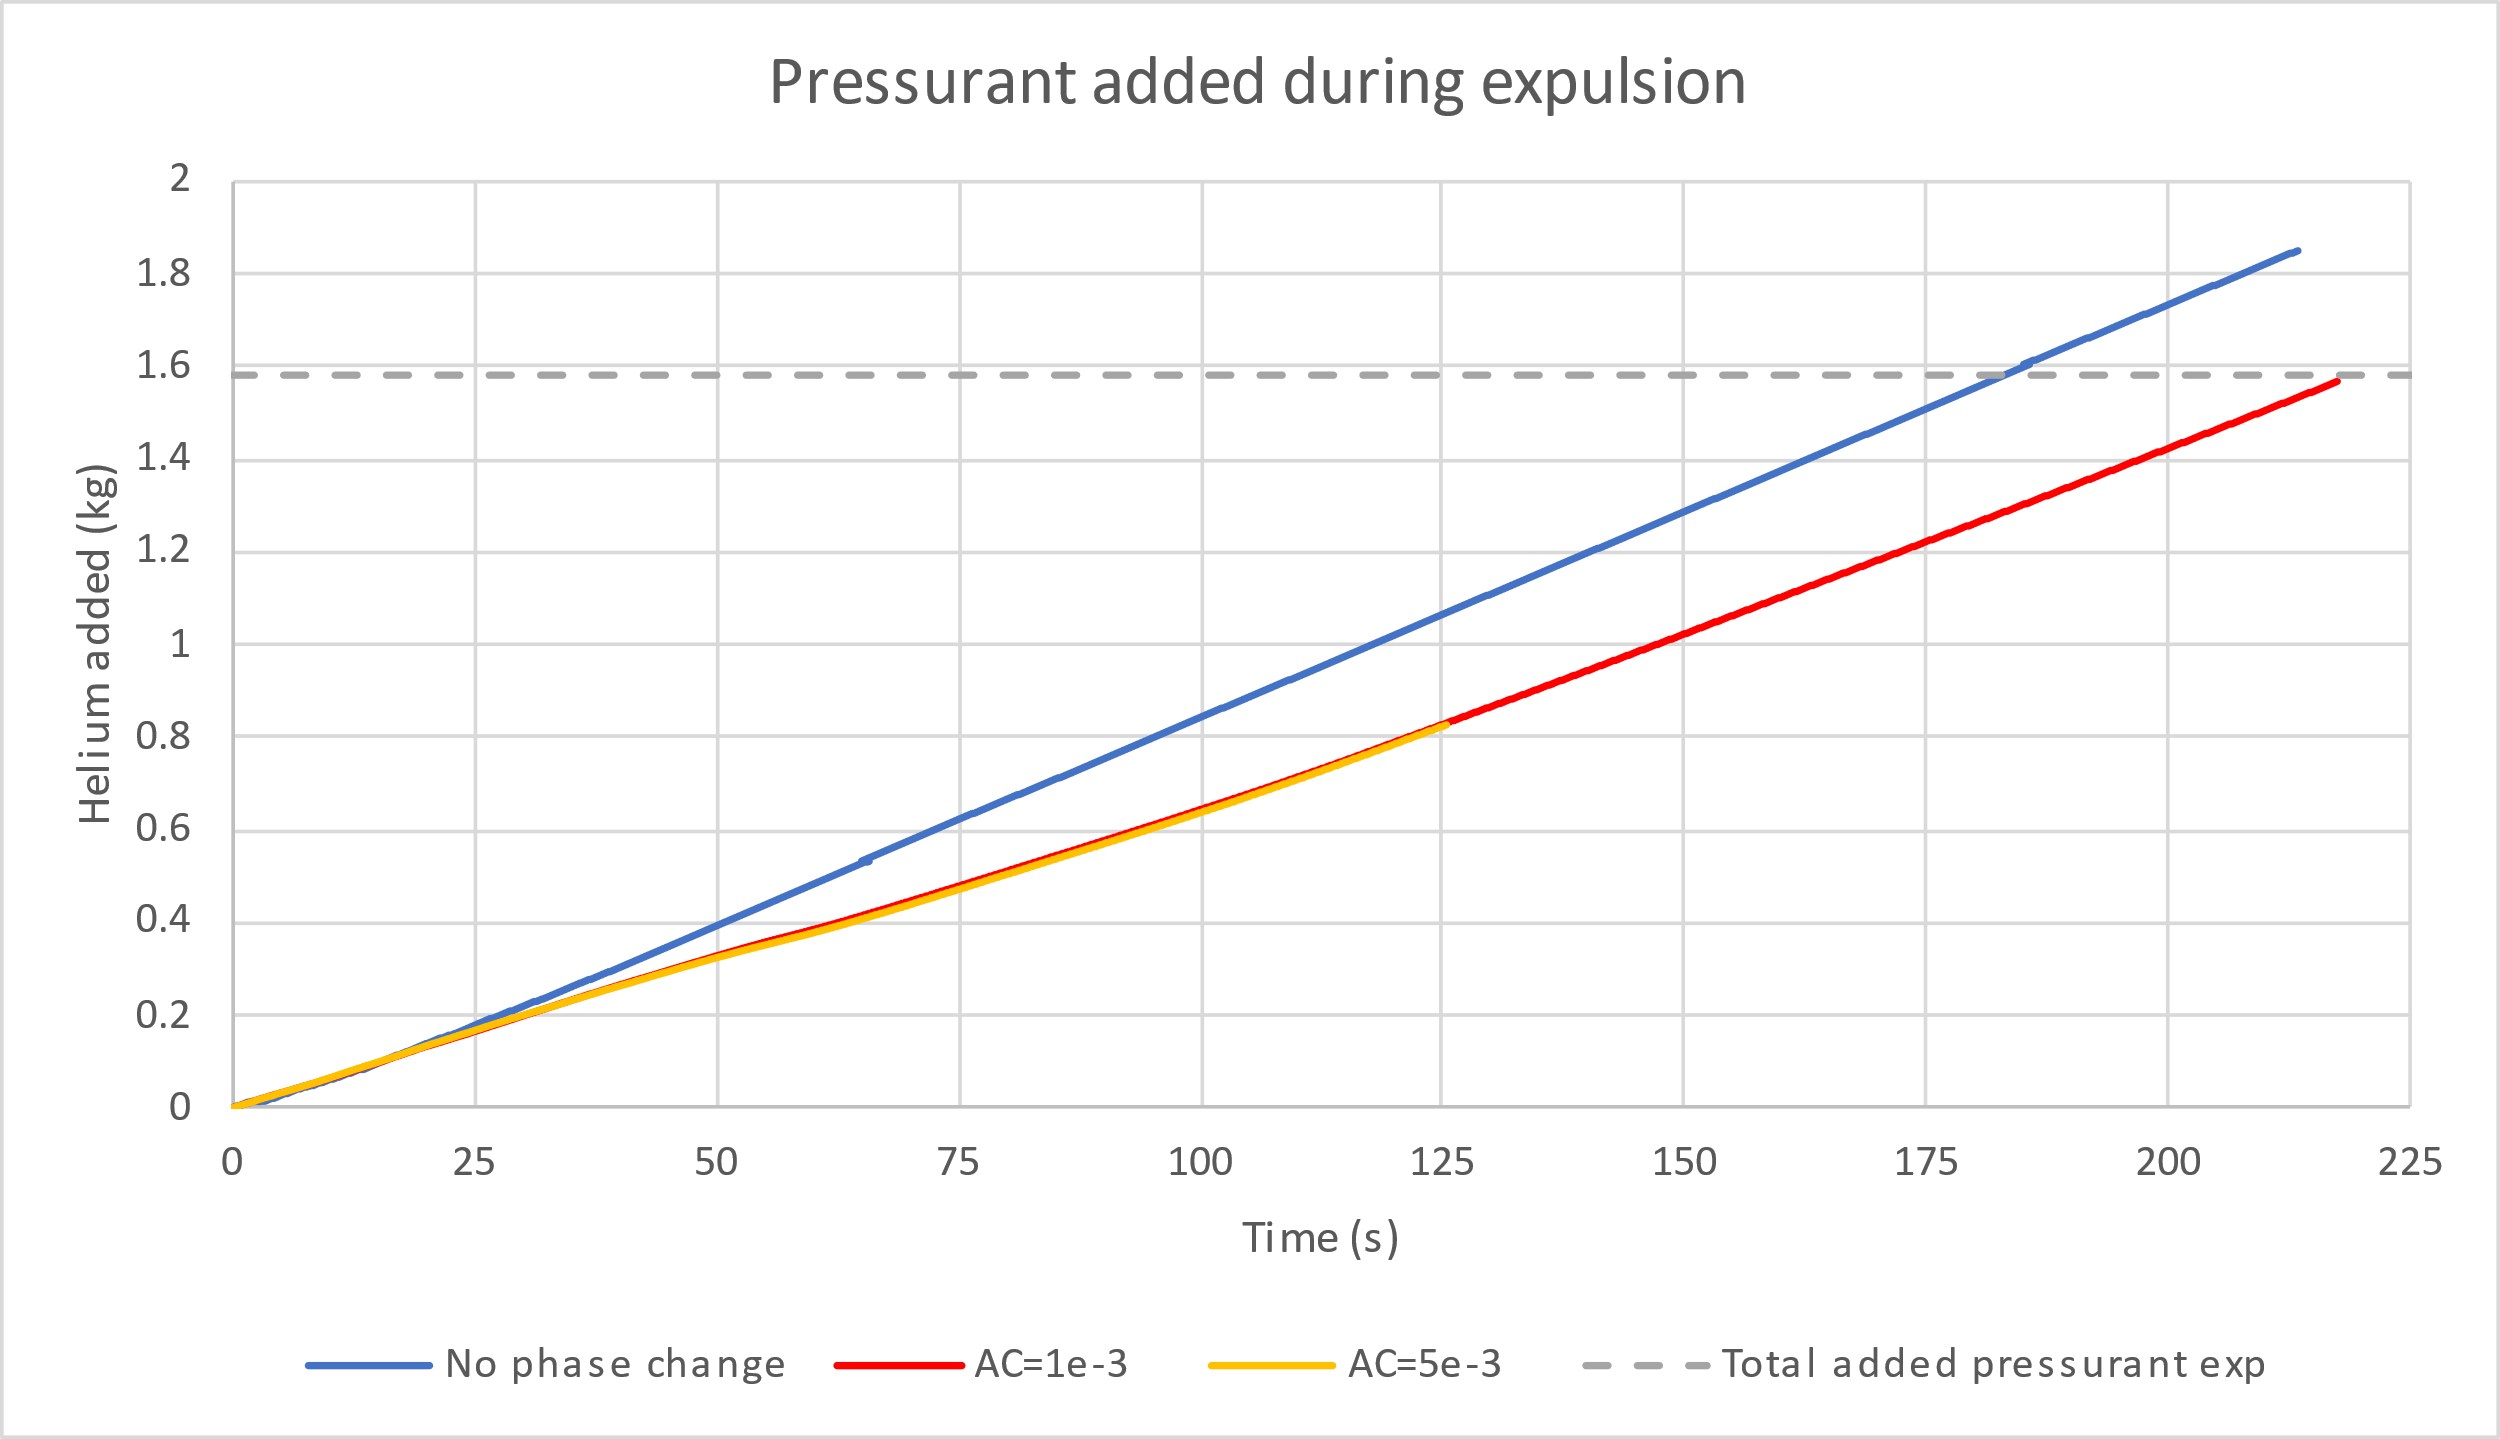 Pressurant added during expulsion
2
1.8
1.6
1.4
1.2
1
0.8
0.6
0.4
0.2
0
Helium added (kg)
0 25 50 75 100 125 150 175 200 225
Time (s)
No phase change AC=1e-3 AC=5e-3 Total added pressurant exp